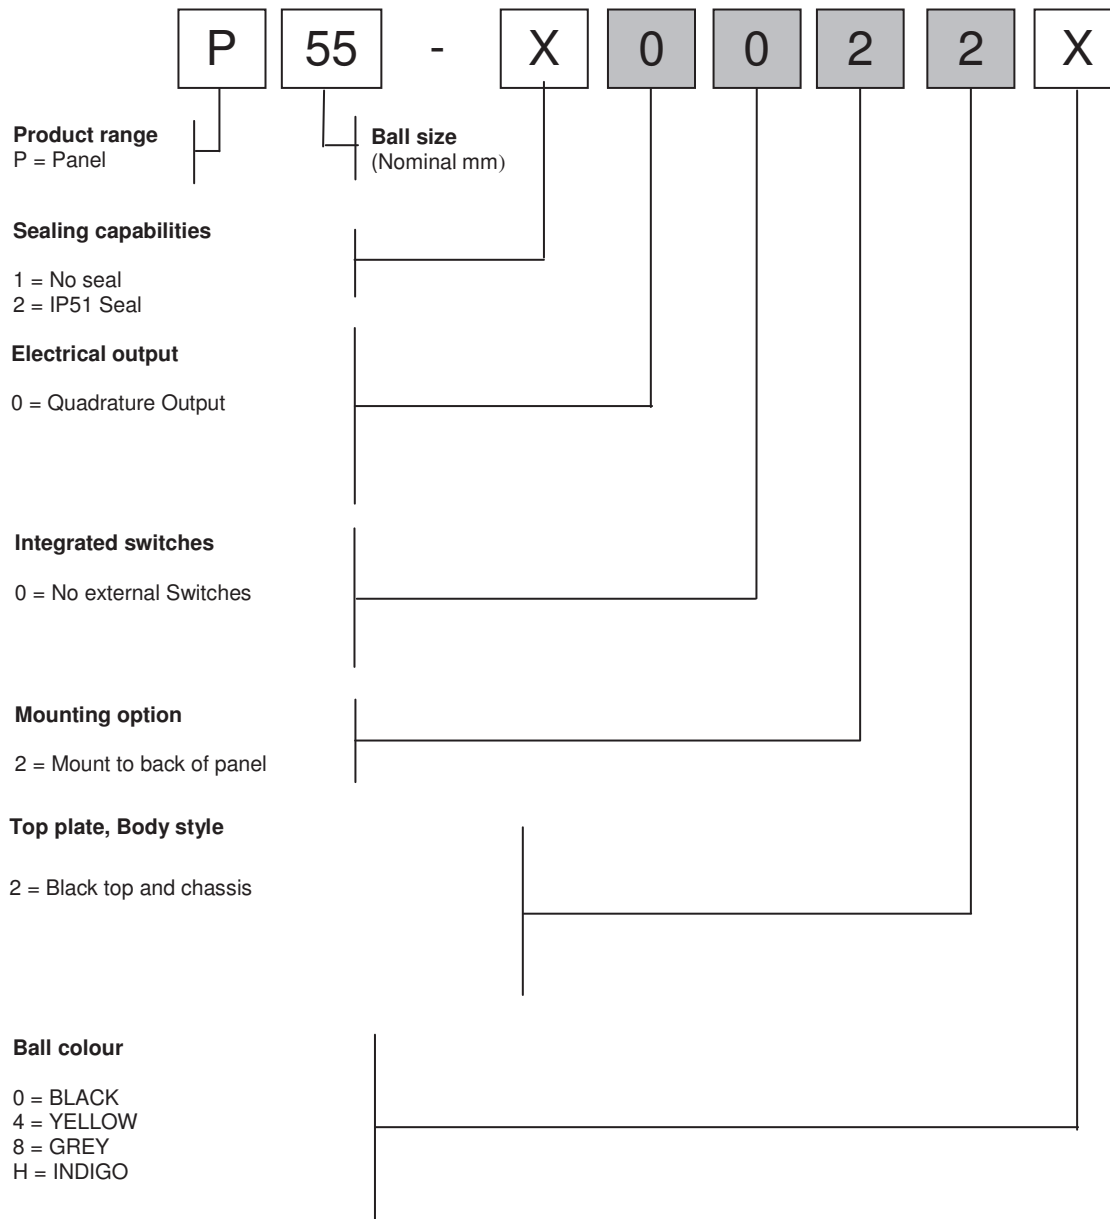 P 55 - X 0 0 2 2 X
Product range
P = Panel
Ball size
(Nominal mm)
Sealing capabilities
1 = No seal
2 = IP51 Seal
Electrical output
0 = Quadrature Output
Integrated switches
0 = No external Switches
Mounting option
2 = Mount to back of panel
Top plate, Body style
2 = Black top and chassis
Ball colour
0 = BLACK
4 = YELLOW
8 = GREY
H = INDIGO